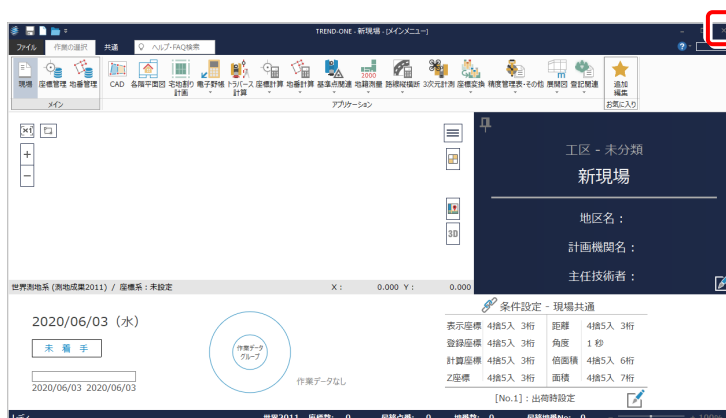 TREND-ONE - 新現場 - [メインメニュー]
ファイル 作業の選択 共通 ヘルプ・FAQ検索
現場 座標管理 地番管理 CAD 各階平面図 宅地割り計画 電子野帳 トラバース計算 座標計算 地番計算 基準点関連 地籍測量 路線縦横断 3次元計測 座標変換 精度管理表・その他 展開図 登記関連 追加編集
メイン アプリケーション お気に入り
×1
工区 - 未分類
新現場
地区名：
計画機関名：
3D
主任技術者：
世界測地系 (測地成果2011) / 座標系：未設定 X： 0.000 Y： 0.000
条件設定 - 現場共通
2020/06/03（水）
未 着 手
2020/06/03 2020/06/03
作業データ
グループ
作業データなし
表示座標 4捨5入 3桁 距離 4捨5入 3桁
登録座標 4捨5入 3桁 角度 1 秒
計算座標 4捨5入 3桁 倍面積 4捨5入 6桁
Z座標 4捨5入 3桁 面積 4捨5入 7桁
[No.1]：出荷時設定